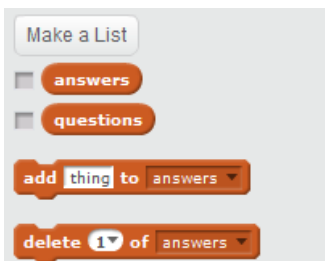 Make a List
answers
questions
add thing to answers
delete 1 of answers